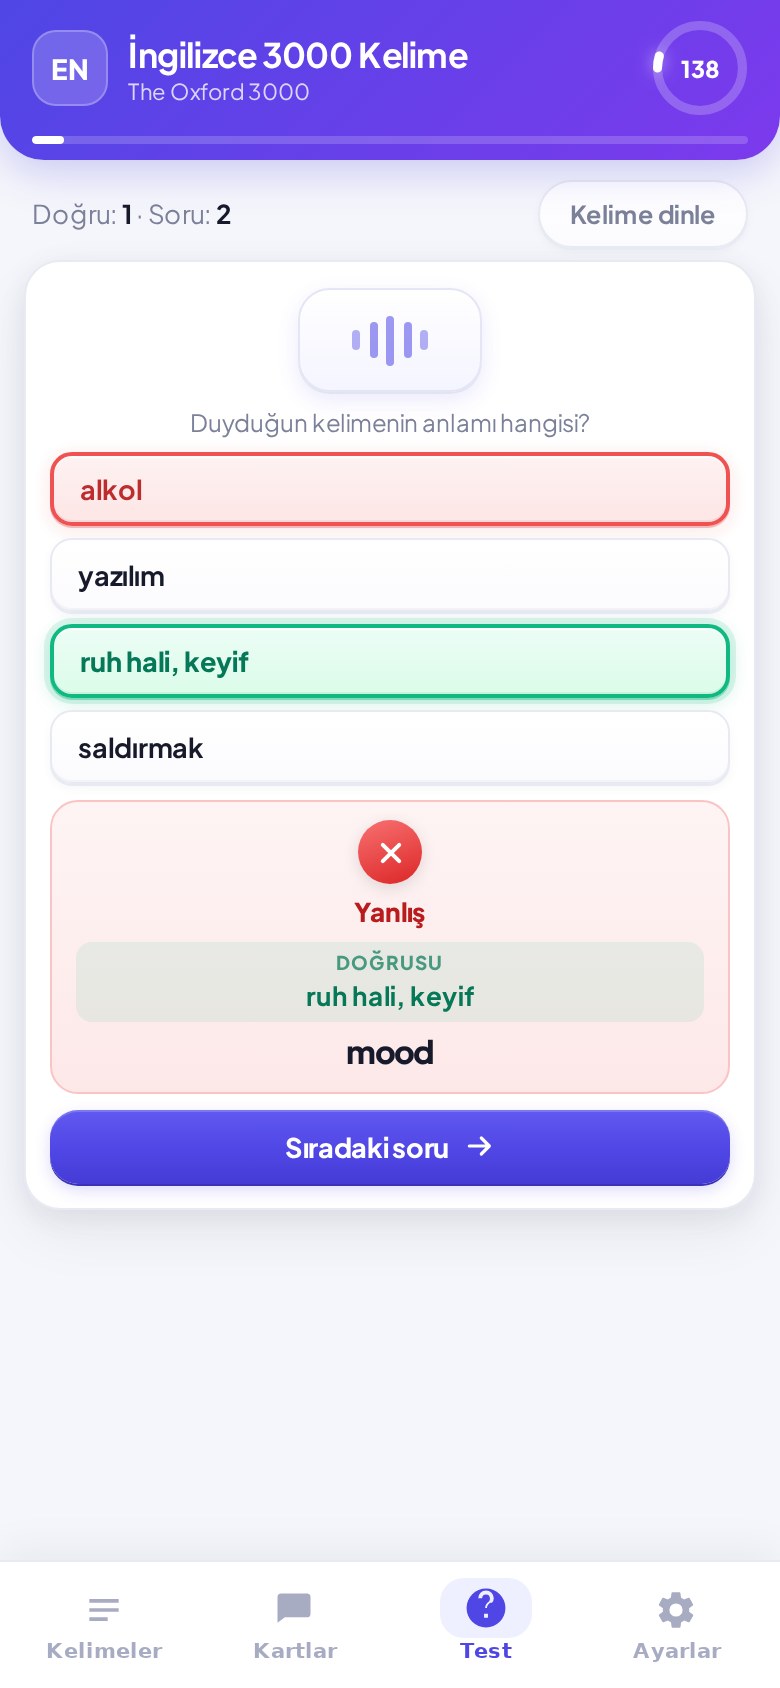 EN
İngilizce 3000 Kelime
The Oxford 3000
138
Doğru: 1 · Soru: 2
Kelime dinle
Duyduğun kelimenin anlamı hangisi?
alkol
yazılım
ruh hali, keyif
saldırmak
Yanlış
DOĞRUSU
ruh hali, keyif
mood
Sıradaki soru →
Kelimeler
Kartlar
Test
Ayarlar